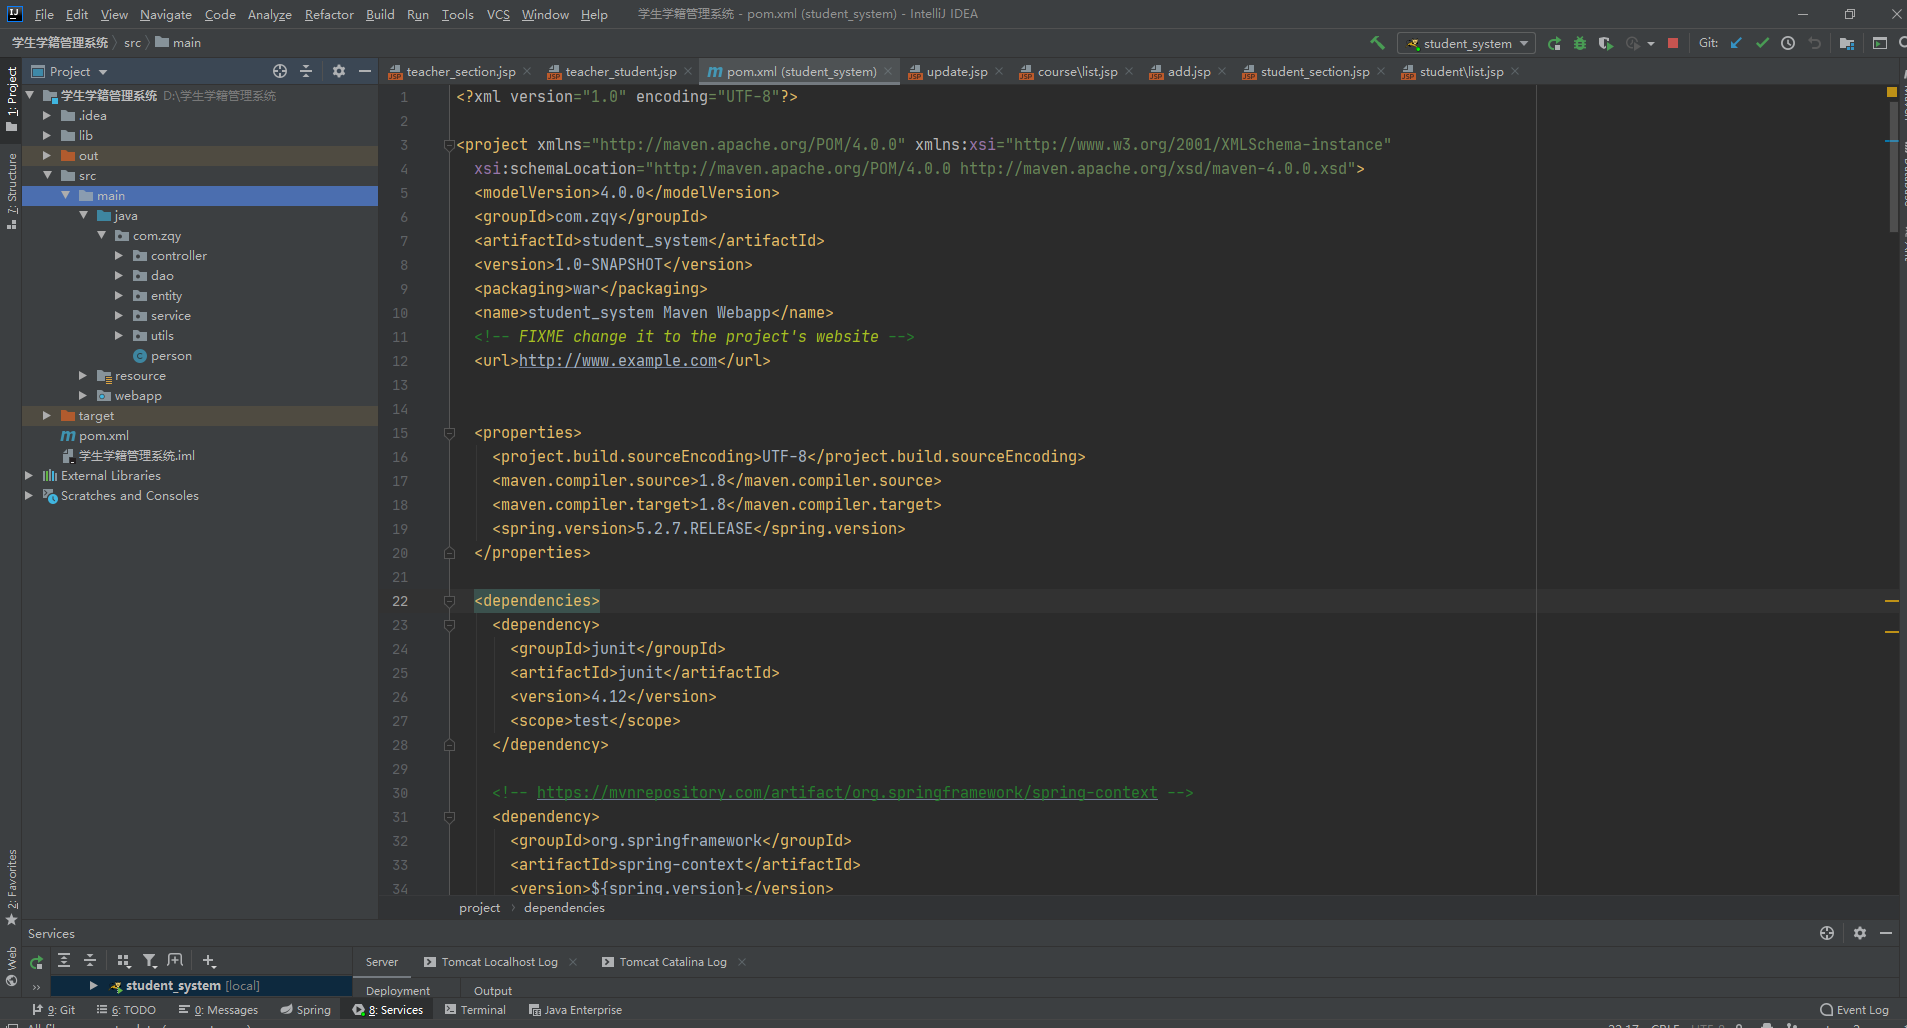 File Edit View Navigate Code Analyze Refactor Build Run Tools VCS Window Help 学生学籍管理系统 - pom.xml (student_system) - IntelliJ IDEA
学生学籍管理系统 src main student_system Git:
Project
teacher_section.jsp teacher_student.jsp pom.xml (student_system) update.jsp course\list.jsp add.jsp student_section.jsp student\list.jsp
1: Project
7: Structure
2: Favorites
Web
学生学籍管理系统 D:\学生学籍管理系统
.idea
lib
out
src
main
java
com.zqy
controller
dao
entity
service
utils
person
resource
webapp
target
pom.xml
学生学籍管理系统.iml
External Libraries
Scratches and Consoles
1 <?xml version="1.0" encoding="UTF-8"?>
2
3 <project xmlns="http://maven.apache.org/POM/4.0.0" xmlns:xsi="http://www.w3.org/2001/XMLSchema-instance"
4 xsi:schemaLocation="http://maven.apache.org/POM/4.0.0 http://maven.apache.org/xsd/maven-4.0.0.xsd">
5 <modelVersion>4.0.0</modelVersion>
6 <groupId>com.zqy</groupId>
7 <artifactId>student_system</artifactId>
8 <version>1.0-SNAPSHOT</version>
9 <packaging>war</packaging>
10 <name>student_system Maven Webapp</name>
11 <!-- FIXME change it to the project's website -->
12 <url>http://www.example.com</url>
13
14
15 <properties>
16 <project.build.sourceEncoding>UTF-8</project.build.sourceEncoding>
17 <maven.compiler.source>1.8</maven.compiler.source>
18 <maven.compiler.target>1.8</maven.compiler.target>
19 <spring.version>5.2.7.RELEASE</spring.version>
20 </properties>
21
22 <dependencies>
23 <dependency>
24 <groupId>junit</groupId>
25 <artifactId>junit</artifactId>
26 <version>4.12</version>
27 <scope>test</scope>
28 </dependency>
29
30 <!-- https://mvnrepository.com/artifact/org.springframework/spring-context -->
31 <dependency>
32 <groupId>org.springframework</groupId>
33 <artifactId>spring-context</artifactId>
34 <version>${spring.version}</version>
project dependencies
Services
Server Tomcat Localhost Log Tomcat Catalina Log
student_system [local]
Deployment Output
9: Git 6: TODO 0: Messages Spring 8: Services Terminal Java Enterprise Event Log